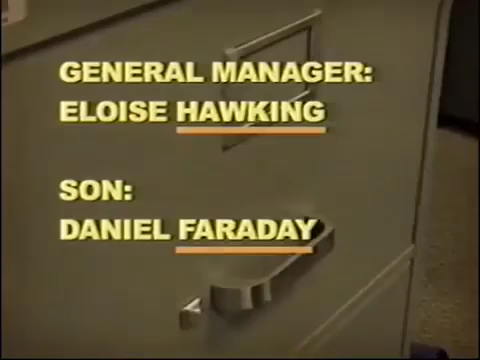 GENERAL MANAGER:
ELOISE HAWKING
SON:
DANIEL FARADAY